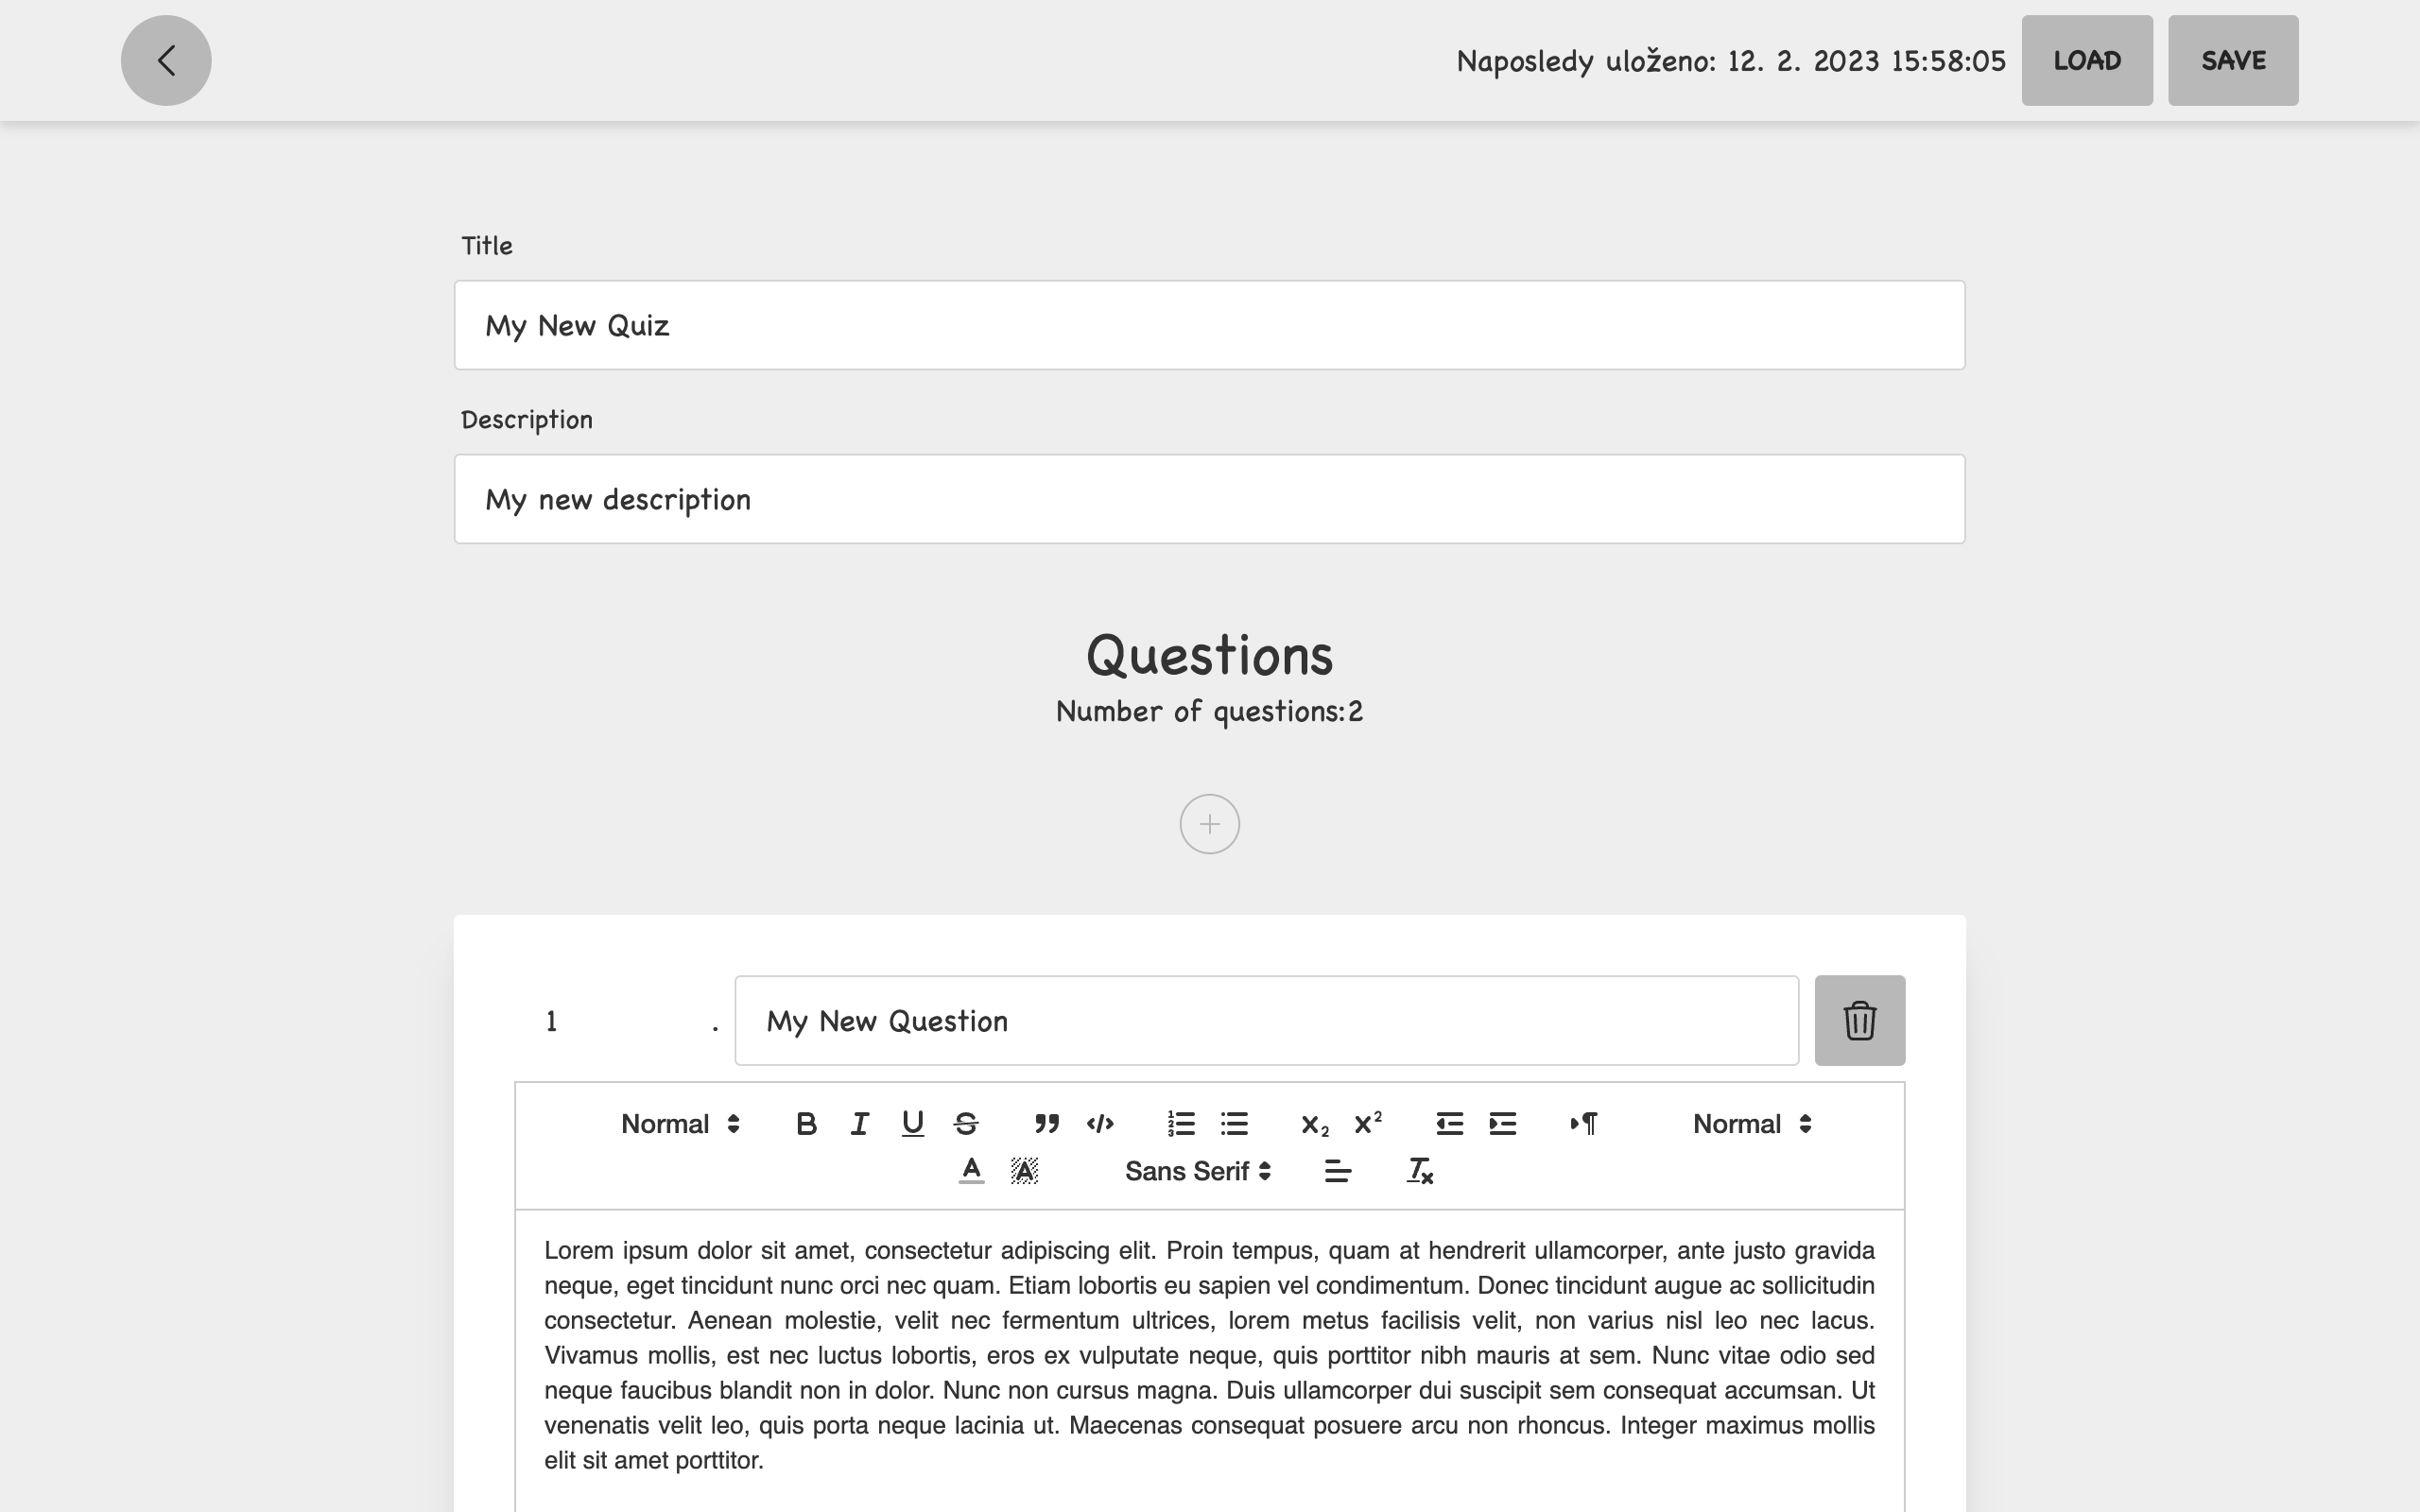 Naposledy uloženo: 12. 2. 2023 15:58:05 LOAD SAVE
Title
My New Quiz
Description
My new description
Questions
Number of questions:2
1 . My New Question
Normal B I U S x₂ x² Normal
A A Sans Serif Tx
Lorem ipsum dolor sit amet, consectetur adipiscing elit. Proin tempus, quam at hendrerit ullamcorper, ante justo gravida
neque, eget tincidunt nunc orci nec quam. Etiam lobortis eu sapien vel condimentum. Donec tincidunt augue ac sollicitudin
consectetur. Aenean molestie, velit nec fermentum ultrices, lorem metus facilisis velit, non varius nisl leo nec lacus.
Vivamus mollis, est nec luctus lobortis, eros ex vulputate neque, quis porttitor nibh mauris at sem. Nunc vitae odio sed
neque faucibus blandit non in dolor. Nunc non cursus magna. Duis ullamcorper dui suscipit sem consequat accumsan. Ut
venenatis velit leo, quis porta neque lacinia ut. Maecenas consequat posuere arcu non rhoncus. Integer maximus mollis
elit sit amet porttitor.